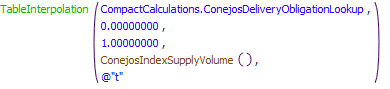 TableInterpolation ( CompactCalculations.ConejosDeliveryObligationLookup ,
0.00000000 ,
1.00000000 ,
ConejosIndexSupplyVolume ( ) ,
@"t" )